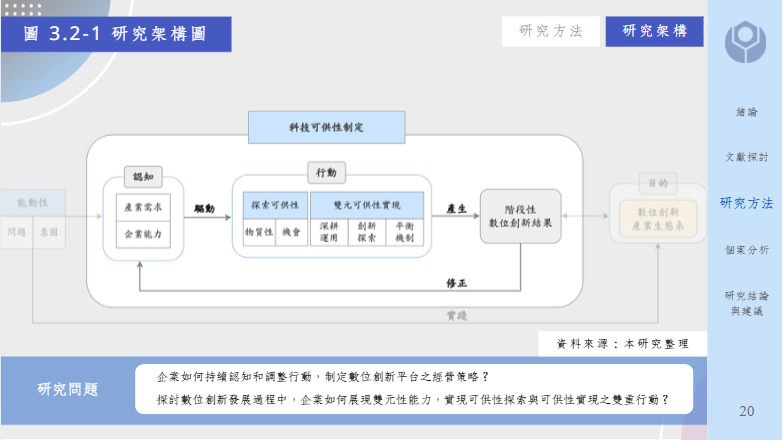 圖 3.2-1 研究架構圖
研究方法
研究架構
緒論
文獻探討
研究方法
個案分析
研究結論
與建議
科技可供性制定
認知
產業需求
企業能力
驅動
行動
探索可供性
雙元可供性實現
物質性
機會
深耕
運用
創新
探索
平衡
機制
產生
階段性
數位創新結果
修正
能動性
問題
意圖
目的
數位創新
產業生態系
實踐
資料來源：本研究整理
研究問題
企業如何持續認知和調整行動，制定數位創新平台之經營策略？
探討數位創新發展過程中，企業如何展現雙元性能力，實現可供性探索與可供性實現之雙重行動？
20